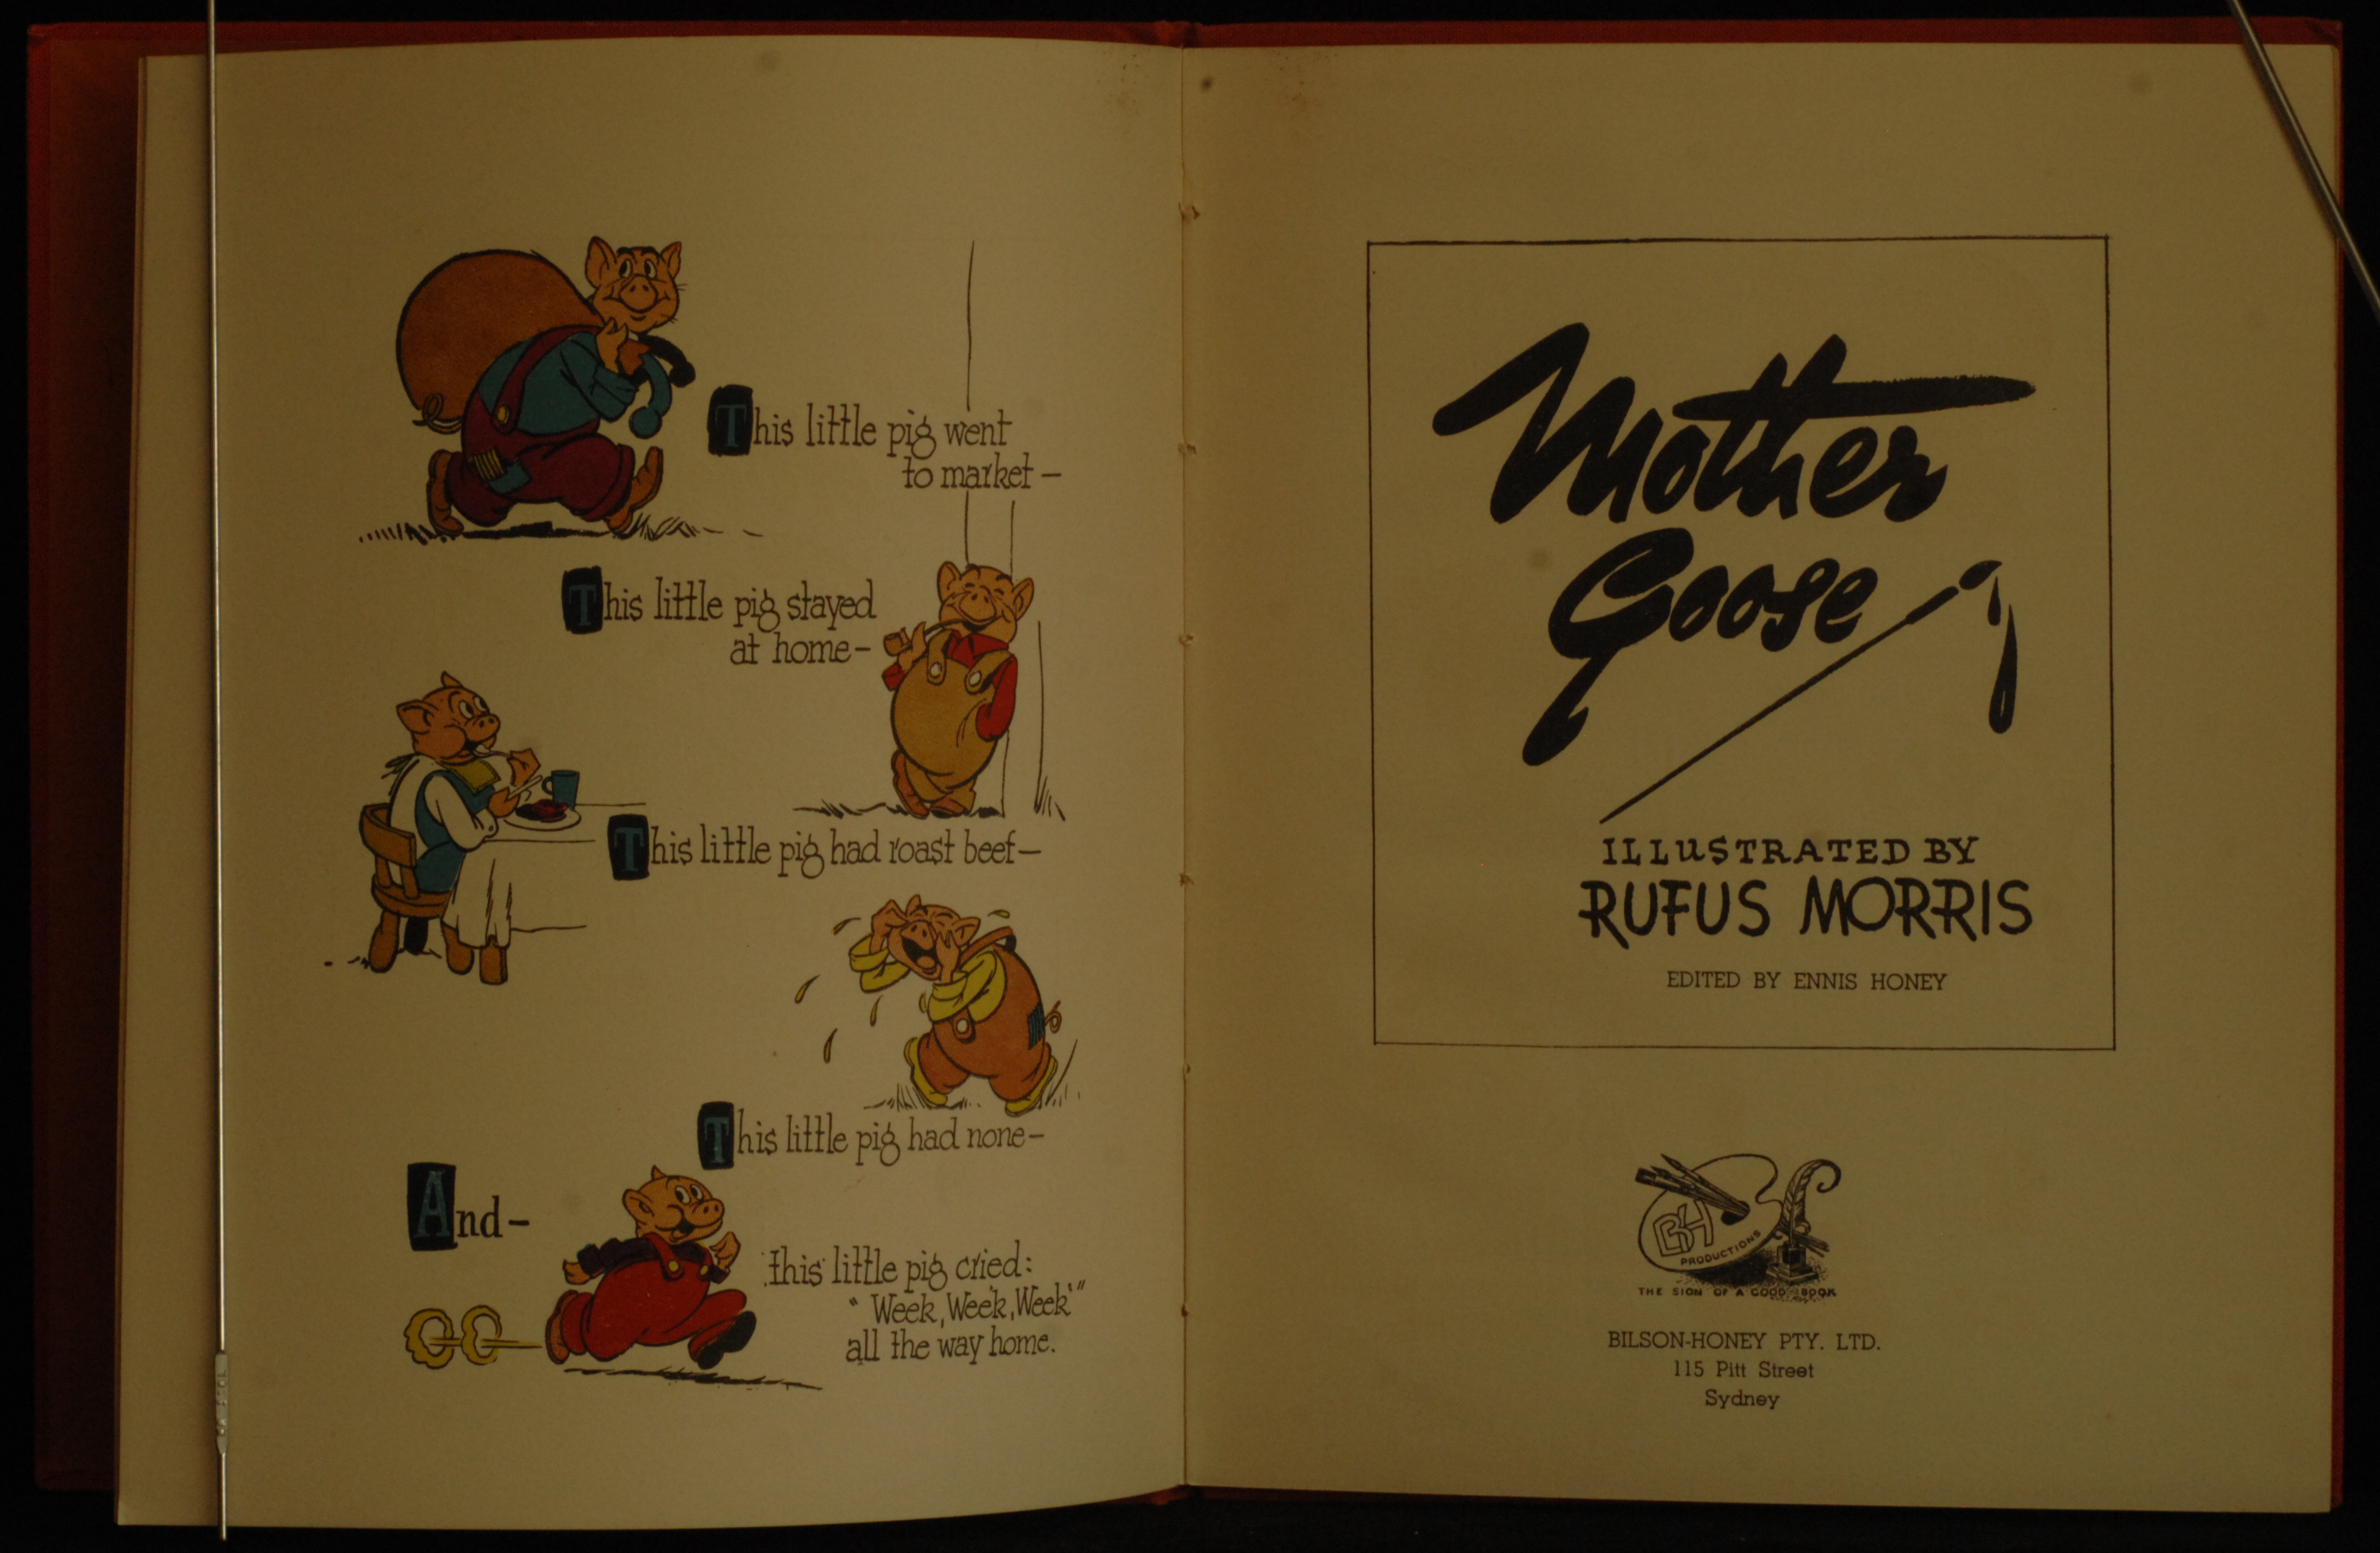 This little pig went
to market –
This little pig stayed
at home –
This little pig had roast beef –
This little pig had none –
And –
this little pig cried:
"Week, Week, Week"
all the way home.
Mother
Goose
ILLUSTRATED BY
RUFUS MORRIS
EDITED BY ENNIS HONEY
BH
PRODUCTIONS
THE SIGN OF A GOOD BOOK
BILSON-HONEY PTY. LTD.
115 Pitt Street
Sydney